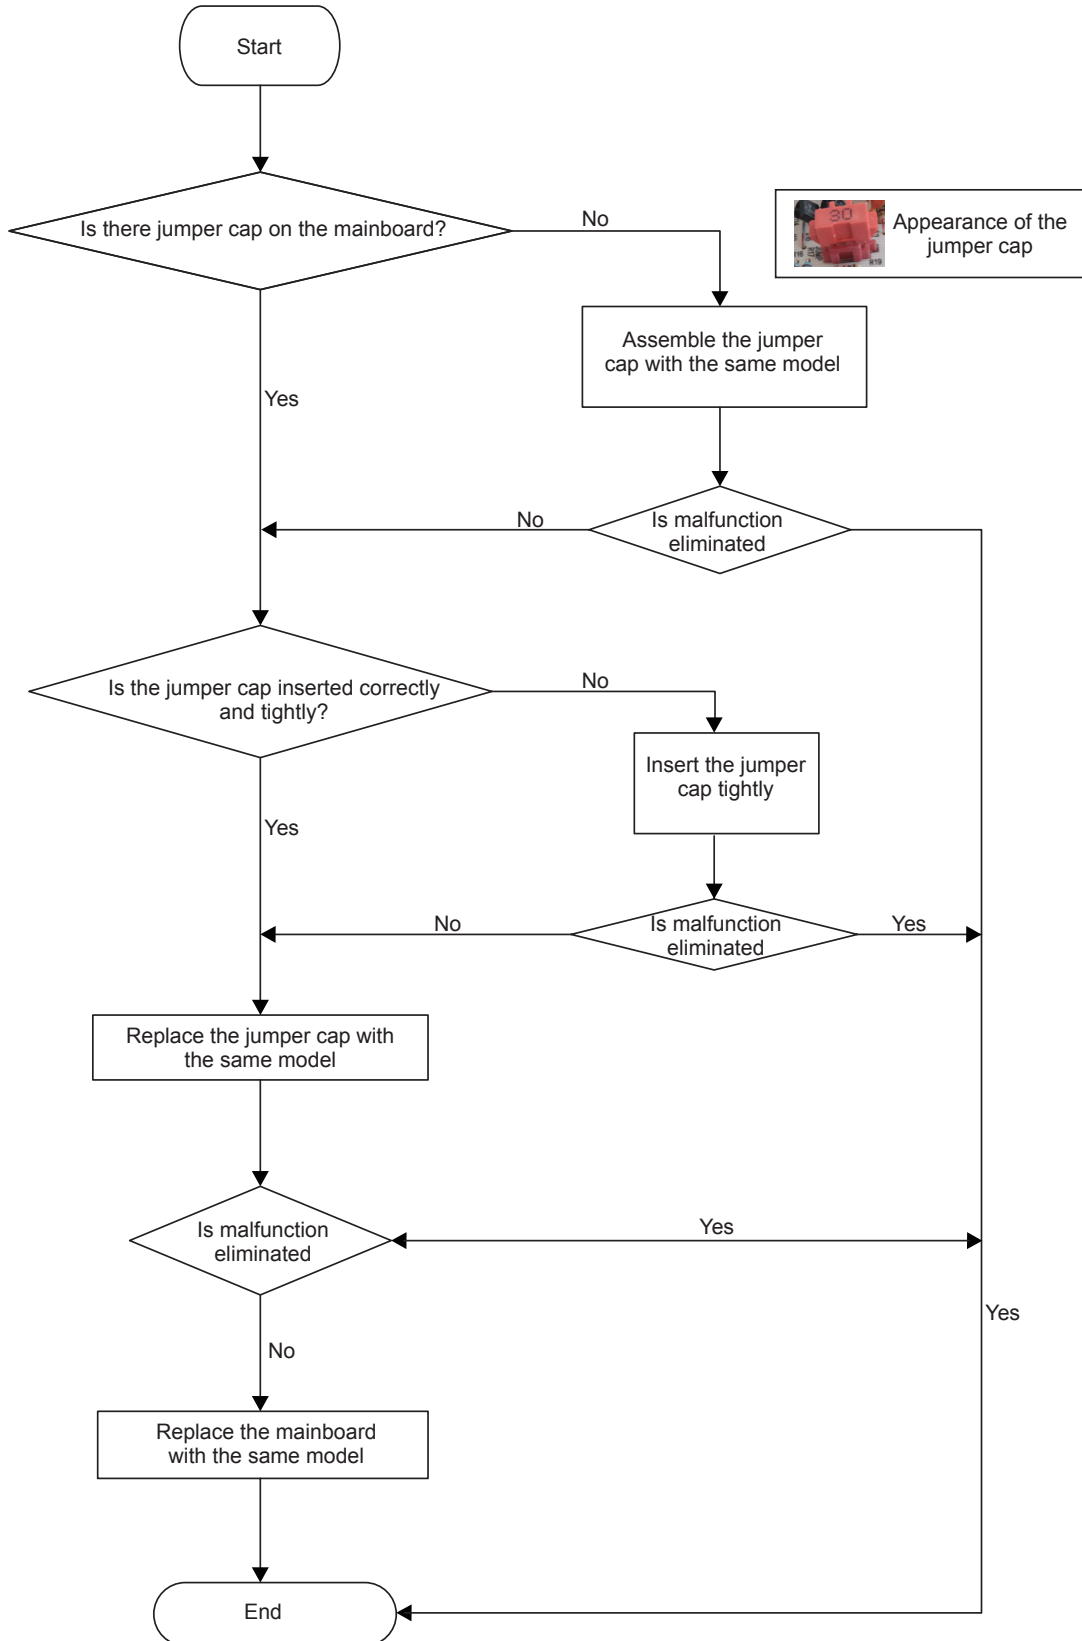 Start
Is there jumper cap on the mainboard?
No
30
Appearance of the
jumper cap
Assemble the jumper
cap with the same model
Yes
No
Is malfunction
eliminated
Is the jumper cap inserted correctly
and tightly?
No
Insert the jumper
cap tightly
Yes
No
Is malfunction
eliminated
Yes
Replace the jumper cap with
the same model
Is malfunction
eliminated
Yes
Yes
No
Replace the mainboard
with the same model
End